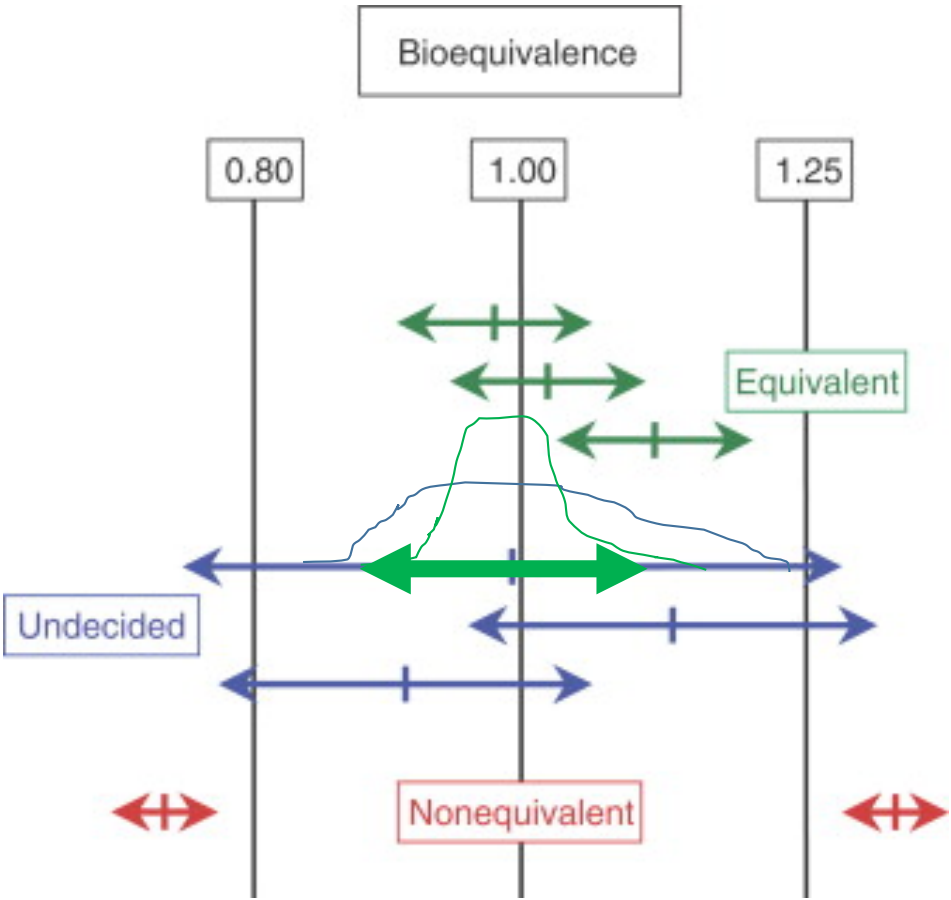 Bioequivalence
0.80
1.00
1.25
Equivalent
Undecided
Nonequivalent